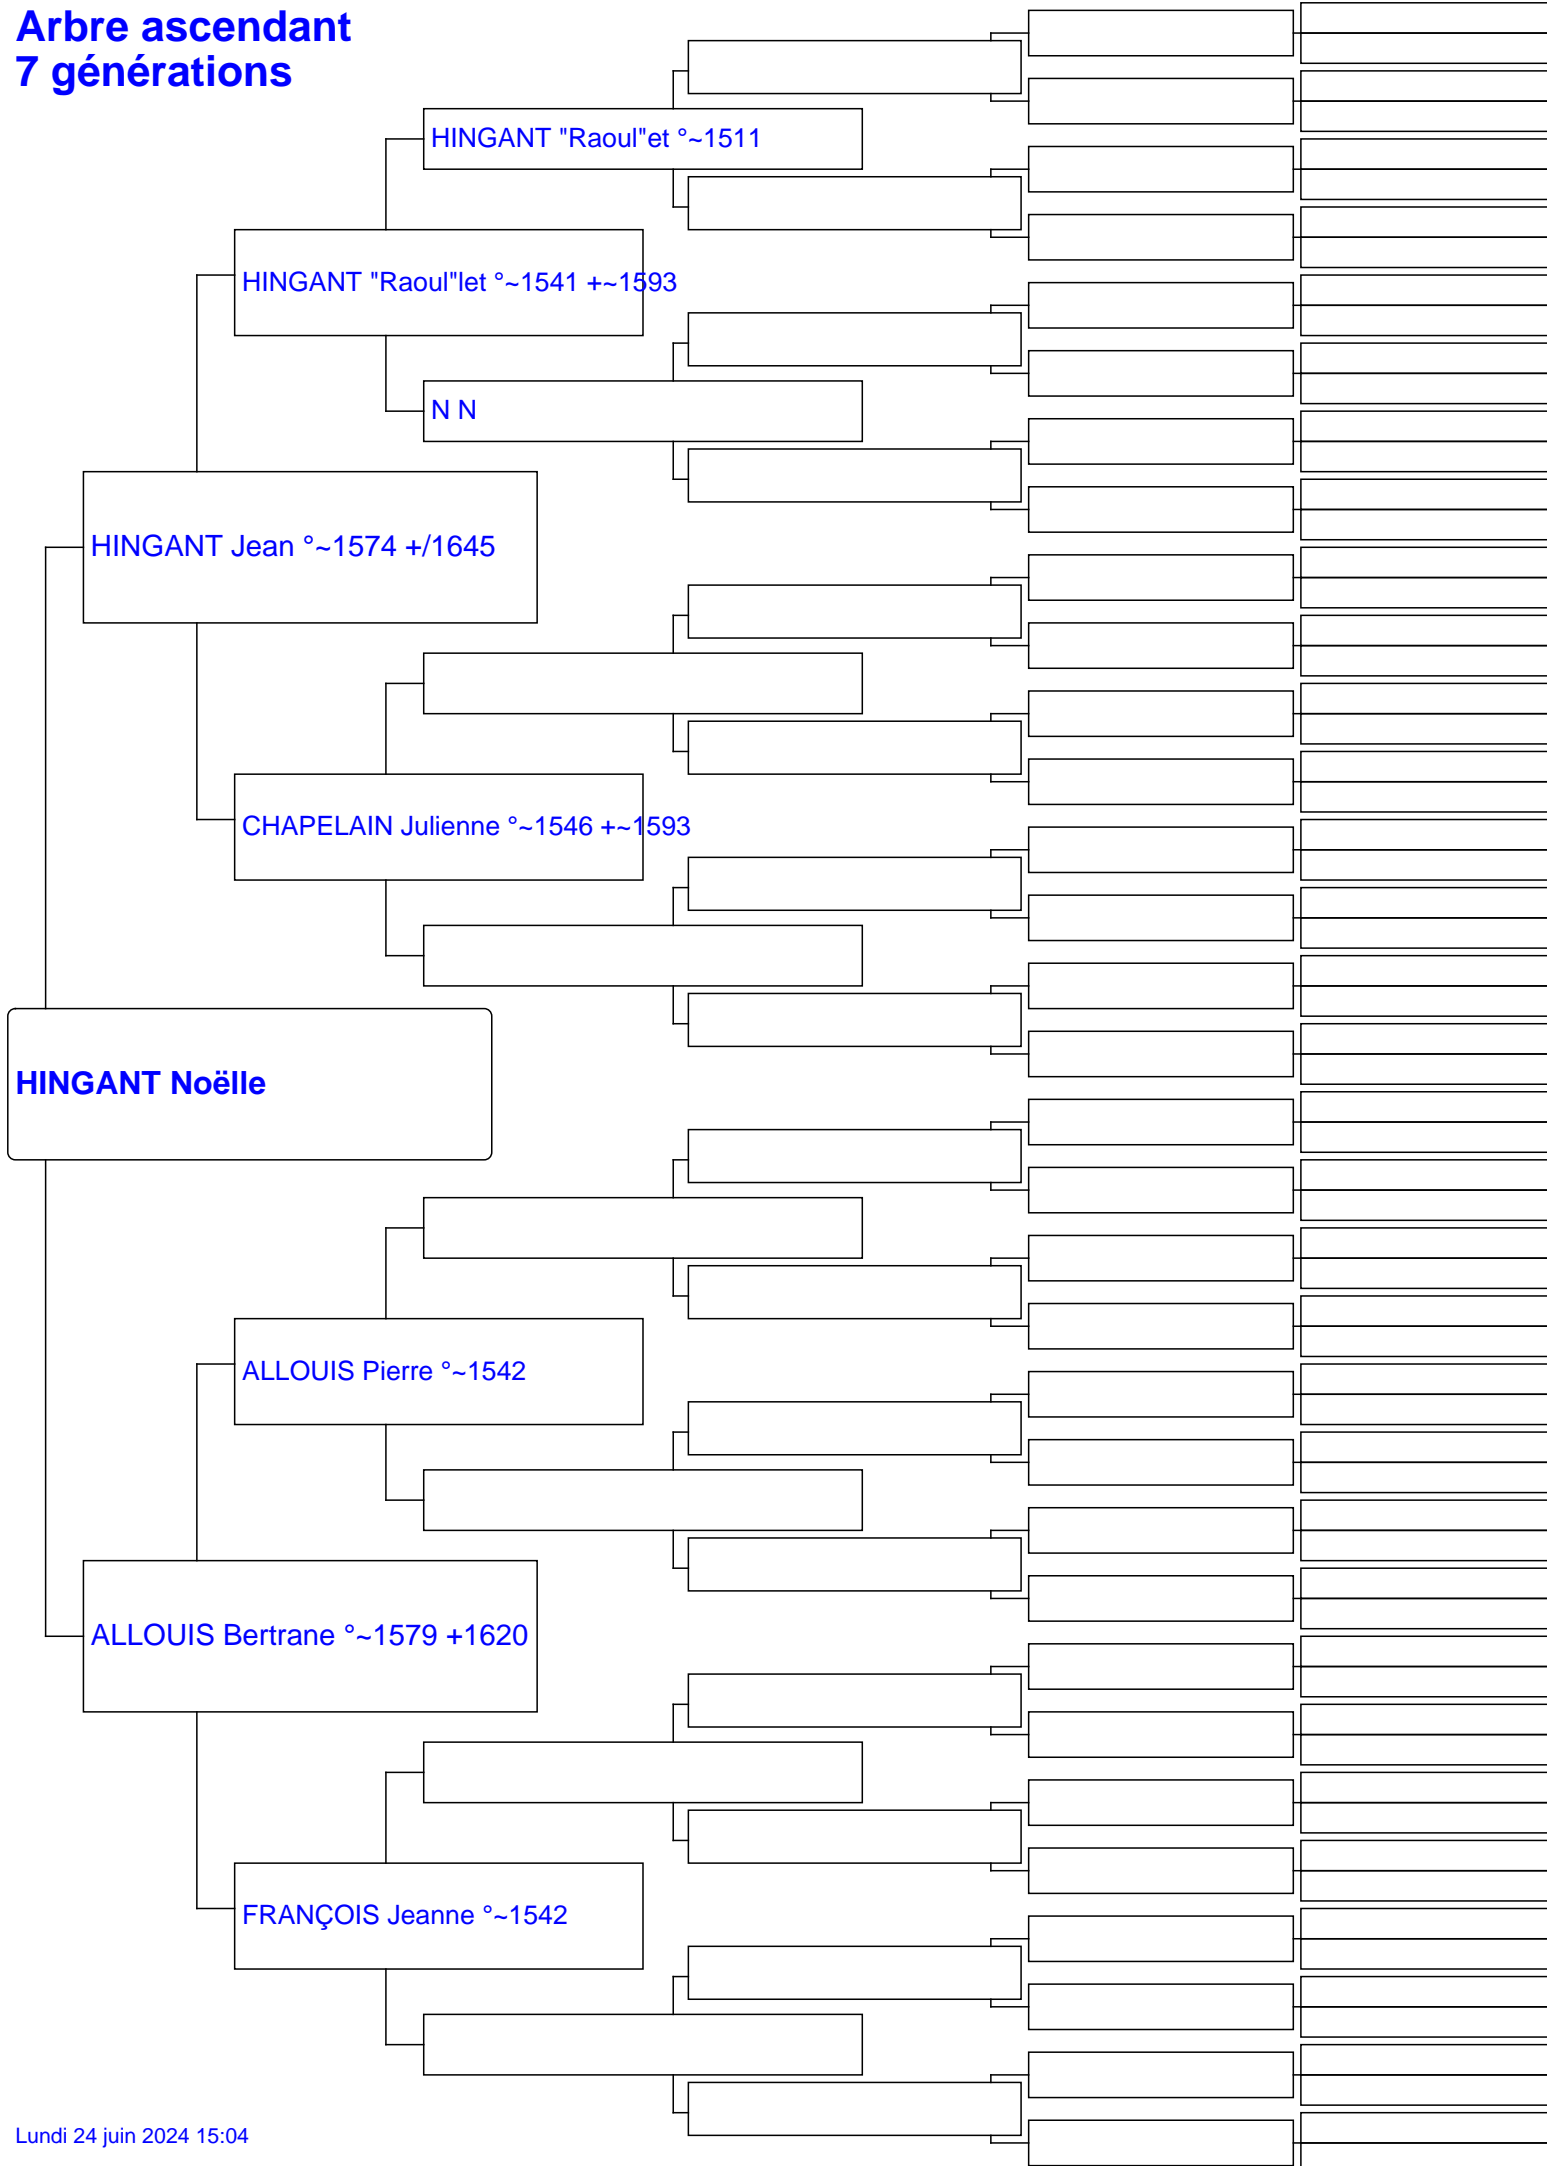 Arbre ascendant
7 générations
HINGANT "Raoul"et °~1511
HINGANT "Raoul"let °~1541 +~1593
N N
HINGANT Jean °~1574 +/1645
CHAPELAIN Julienne °~1546 +~1593
HINGANT Noëlle
ALLOUIS Pierre °~1542
ALLOUIS Bertrane °~1579 +1620
FRANÇOIS Jeanne °~1542
Lundi 24 juin 2024 15:04